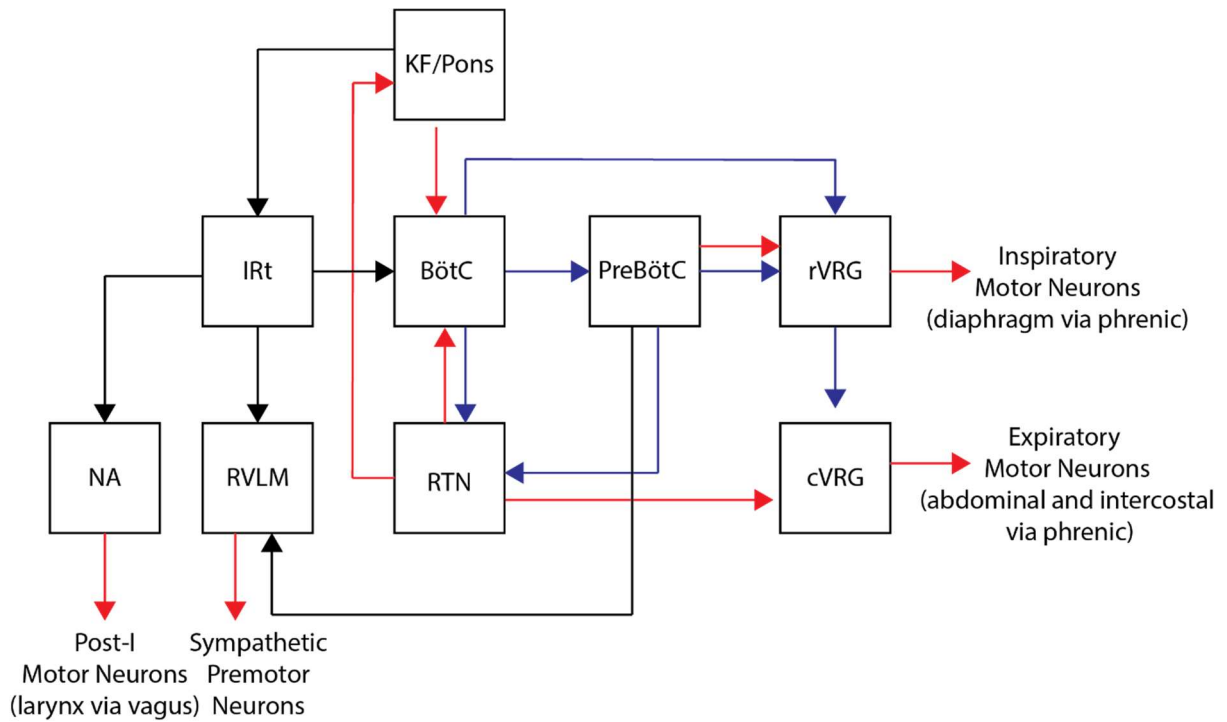 KF/Pons
IRt
BötC
PreBötC
rVRG
Inspiratory
Motor Neurons
(diaphragm via phrenic)
NA
RVLM
RTN
cVRG
Expiratory
Motor Neurons
(abdominal and intercostal
via phrenic)
Post-I
Motor Neurons
(larynx via vagus)
Sympathetic
Premotor
Neurons